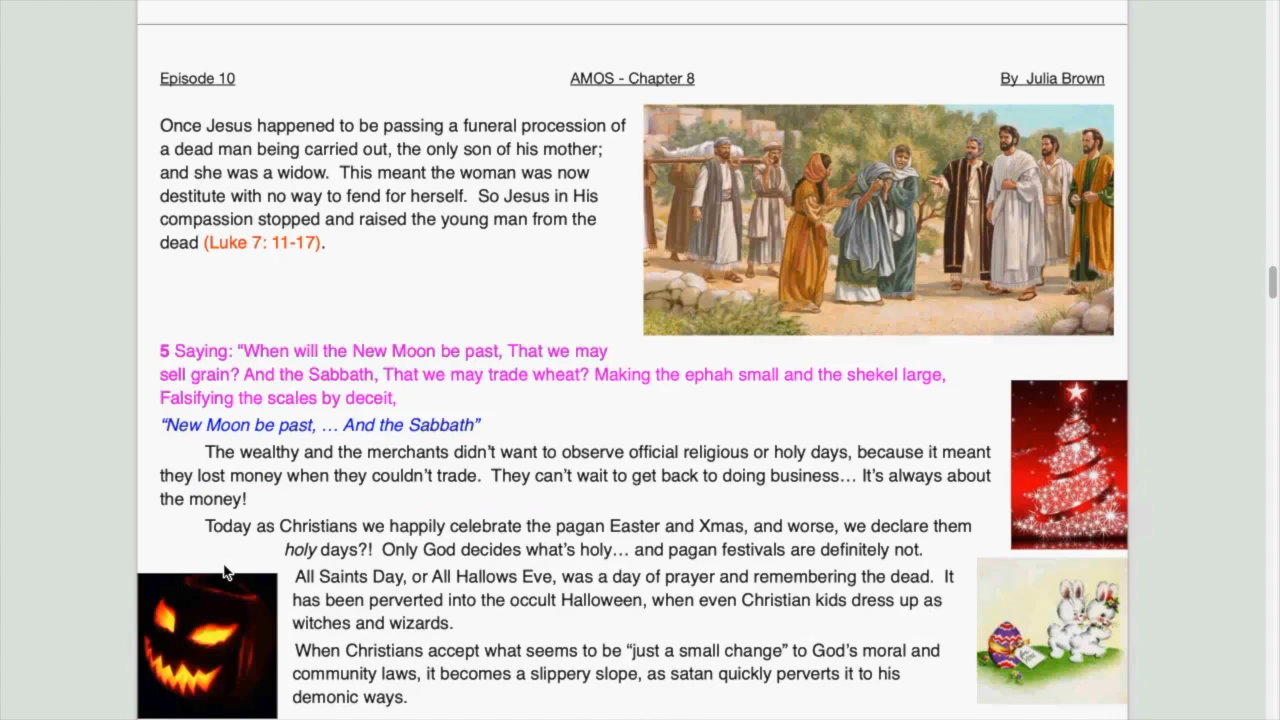 Episode 10
AMOS - Chapter 8
By Julia Brown
Once Jesus happened to be passing a funeral procession of
a dead man being carried out, the only son of his mother;
and she was a widow. This meant the woman was now
destitute with no way to fend for herself. So Jesus in His
compassion stopped and raised the young man from the
dead (Luke 7: 11-17).
5 Saying: “When will the New Moon be past, That we may
sell grain? And the Sabbath, That we may trade wheat? Making the ephah small and the shekel large,
Falsifying the scales by deceit,
“New Moon be past, … And the Sabbath”
The wealthy and the merchants didn’t want to observe official religious or holy days, because it meant
they lost money when they couldn’t trade. They can’t wait to get back to doing business… It’s always about
the money!
Today as Christians we happily celebrate the pagan Easter and Xmas, and worse, we declare them
holy days?! Only God decides what’s holy… and pagan festivals are definitely not.
All Saints Day, or All Hallows Eve, was a day of prayer and remembering the dead. It
has been perverted into the occult Halloween, when even Christian kids dress up as
witches and wizards.
When Christians accept what seems to be “just a small change” to God’s moral and
community laws, it becomes a slippery slope, as satan quickly perverts it to his
demonic ways.